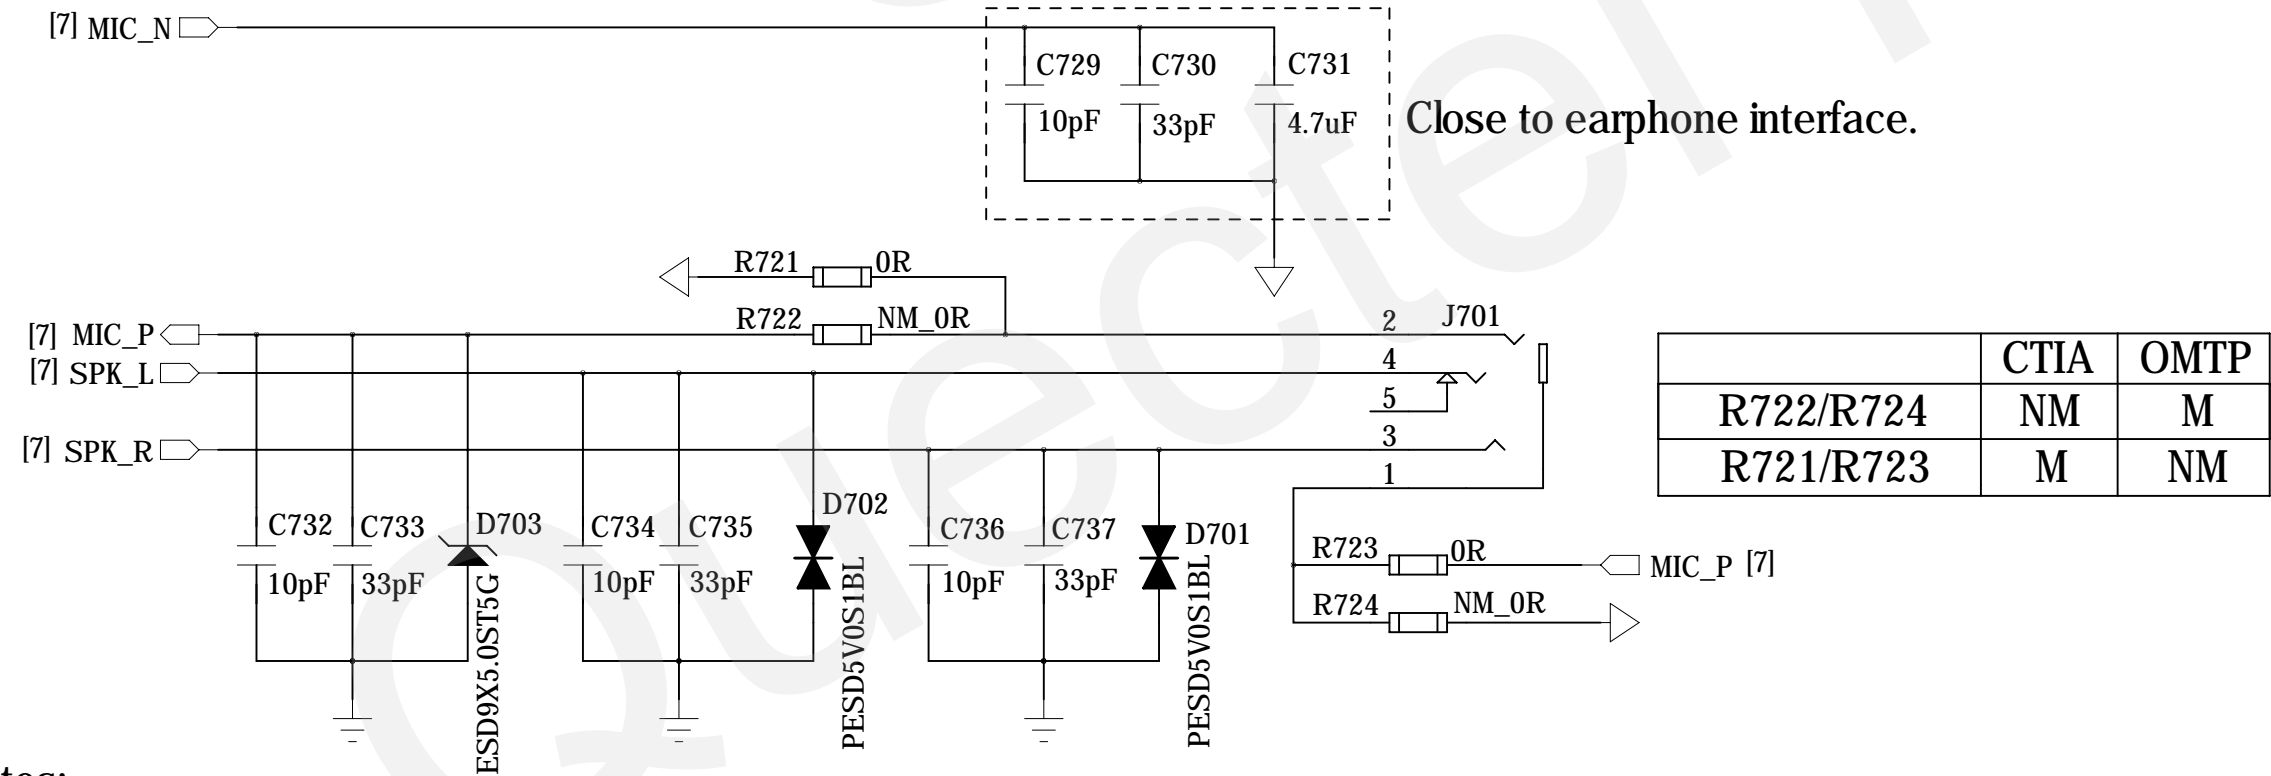 [7] MIC_N
C729
C730
C731
10pF
33pF
4.7uF
Close to earphone interface.
R721
0R
[7] MIC_P
R722
NM_0R
2
J701
[7] SPK_L
4
5
[7] SPK_R
3
1
CTIA OMTP
R722/R724 NM M
R721/R723 M NM
C732
C733
D703
C734
C735
D702
C736
C737
D701
10pF
33pF
ESD9X5.0ST5G
10pF
33pF
PESD5V0S1BL
10pF
33pF
PESD5V0S1BL
R723
0R
MIC_P [7]
R724
NM_0R
Quectel